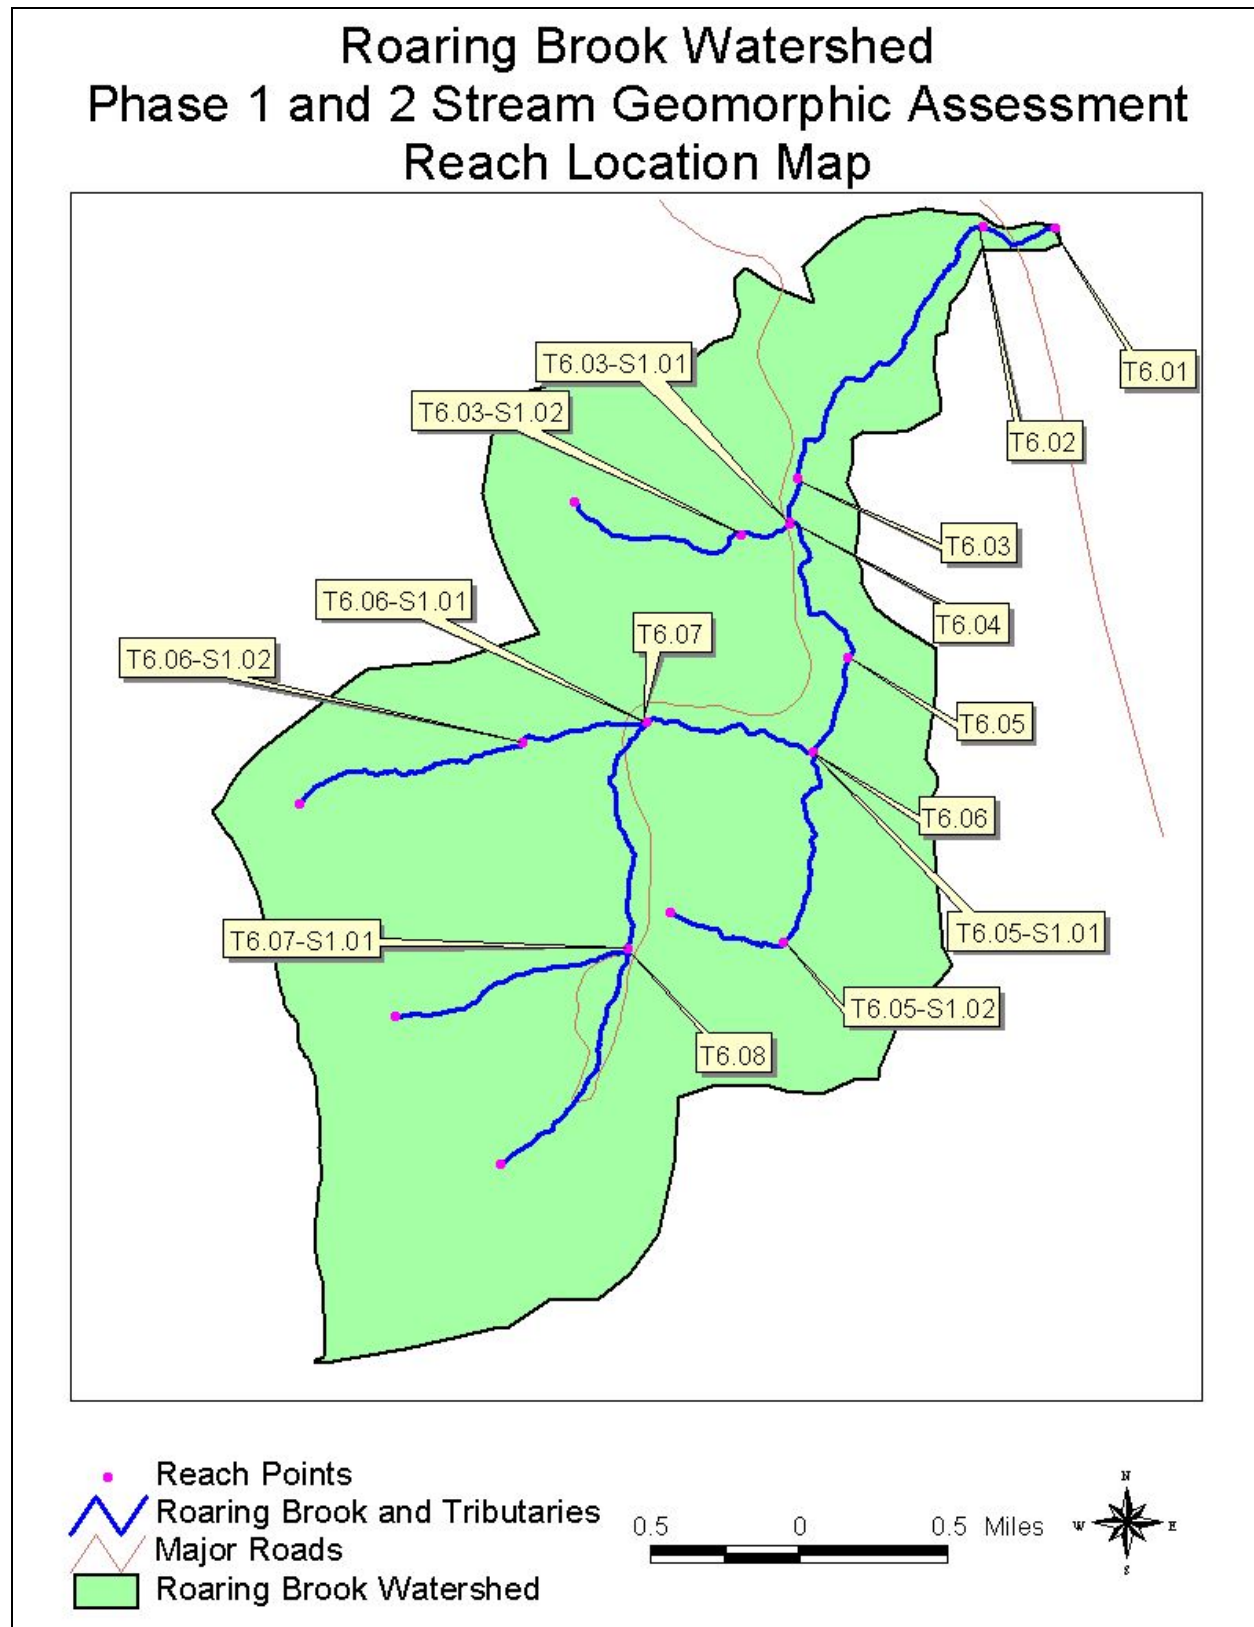 Roaring Brook Watershed
Phase 1 and 2 Stream Geomorphic Assessment
Reach Location Map
T6.03-S1.01
T6.01
T6.03-S1.02
T6.02
T6.03
T6.06-S1.01
T6.04
T6.07
T6.06-S1.02
T6.05
T6.06
T6.05-S1.01
T6.07-S1.01
T6.05-S1.02
T6.08
Reach Points
Roaring Brook and Tributaries
Major Roads
Roaring Brook Watershed
0.5 0 0.5 Miles
N
W E
S